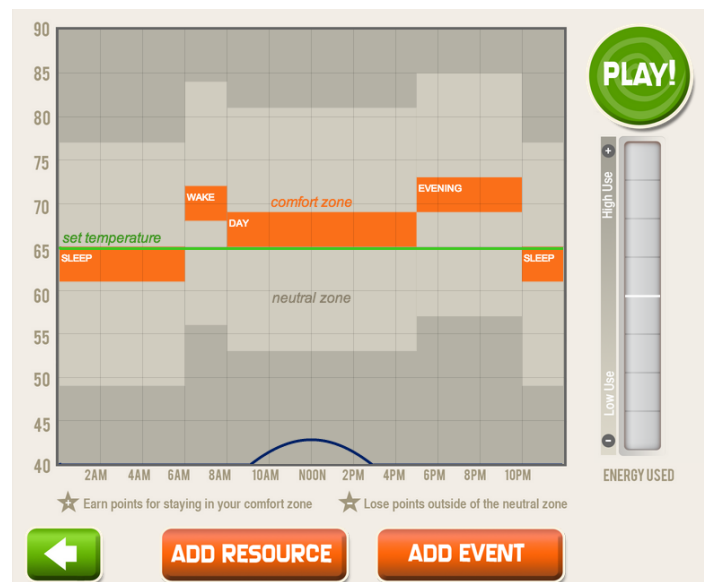 90
85
80
75
70
65
60
55
50
45
40
PLAY!
WAKE
comfort zone
EVENING
DAY
set temperature
SLEEP
SLEEP
neutral zone
High Use
Low Use
2AM 4AM 6AM 8AM 10AM NOON 2PM 4PM 6PM 8PM 10PM
ENERGY USED
Earn points for staying in your comfort zone
Lose points outside of the neutral zone
ADD RESOURCE
ADD EVENT